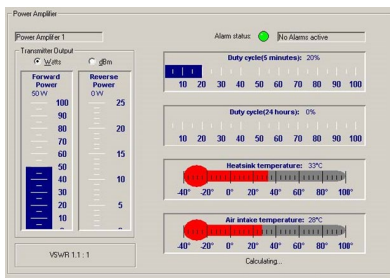 Power Amplifier
Power Amplifier 1
Alarm status: No Alarms active
Transmitter Output
Watts dBm
Forward Power
50 W
100
90
80
70
60
50
40
30
20
10
Reverse Power
0 W
25
20
15
10
5
VSWR 1.1 : 1
Duty cycle(5 minutes): 20%
10 20 30 40 50 60 70 80 90 100
Duty cycle(24 hours): 0%
10 20 30 40 50 60 70 80 90 100
Heatsink temperature: 33°C
-40° -20° 0° 20° 40° 60° 80° 100°
Air intake temperature: 28°C
-40° -20° 0° 20° 40° 60° 80° 100°
Calculating...